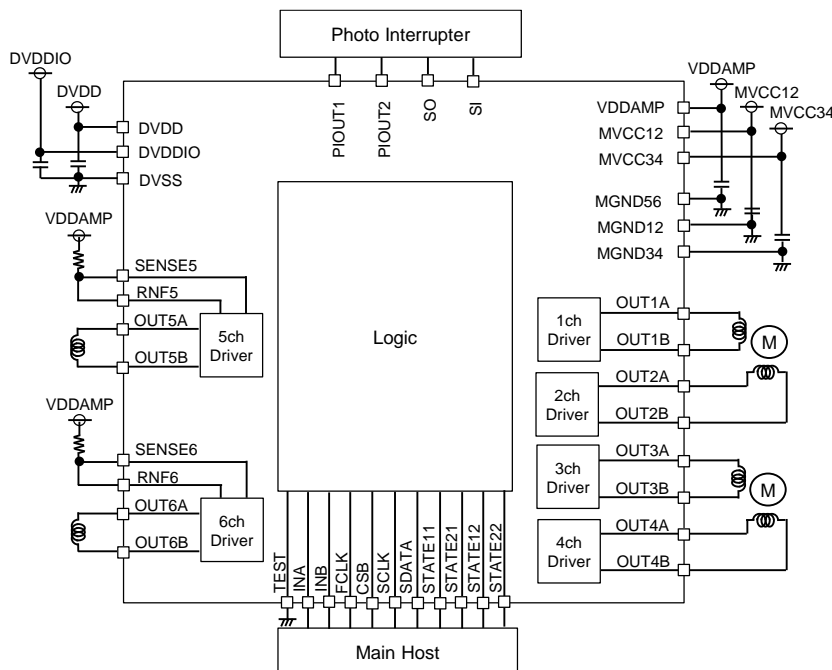 Photo Interrupter
DVDDIO
DVDD
VDDAMP
MVCC12
MVCC34
PIOUT1
PIOUT2
SO
SI
DVDD
DVDDIO
DVSS
VDDAMP
MVCC12
MVCC34
MGND56
MGND12
MGND34
VDDAMP
SENSE5
RNF5
OUT5A
OUT5B
5ch
Driver
Logic
1ch
Driver
OUT1A
OUT1B
M
2ch
Driver
OUT2A
OUT2B
VDDAMP
SENSE6
RNF6
OUT6A
OUT6B
6ch
Driver
3ch
Driver
OUT3A
OUT3B
M
4ch
Driver
OUT4A
OUT4B
TEST
INA
INB
FCLK
CSB
SCLK
SDATA
STATE11
STATE21
STATE12
STATE22
Main Host